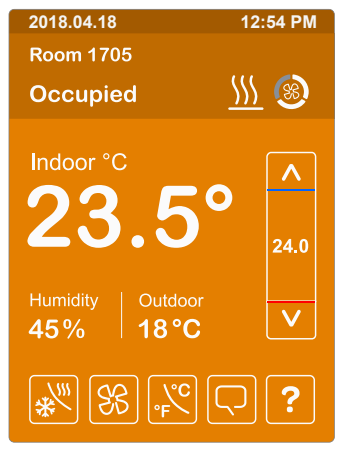 2018.04.18 12:54 PM
Room 1705
Occupied
Indoor °C
23.5°
24.0
Humidity Outdoor
45% 18°C
°C
°F
?